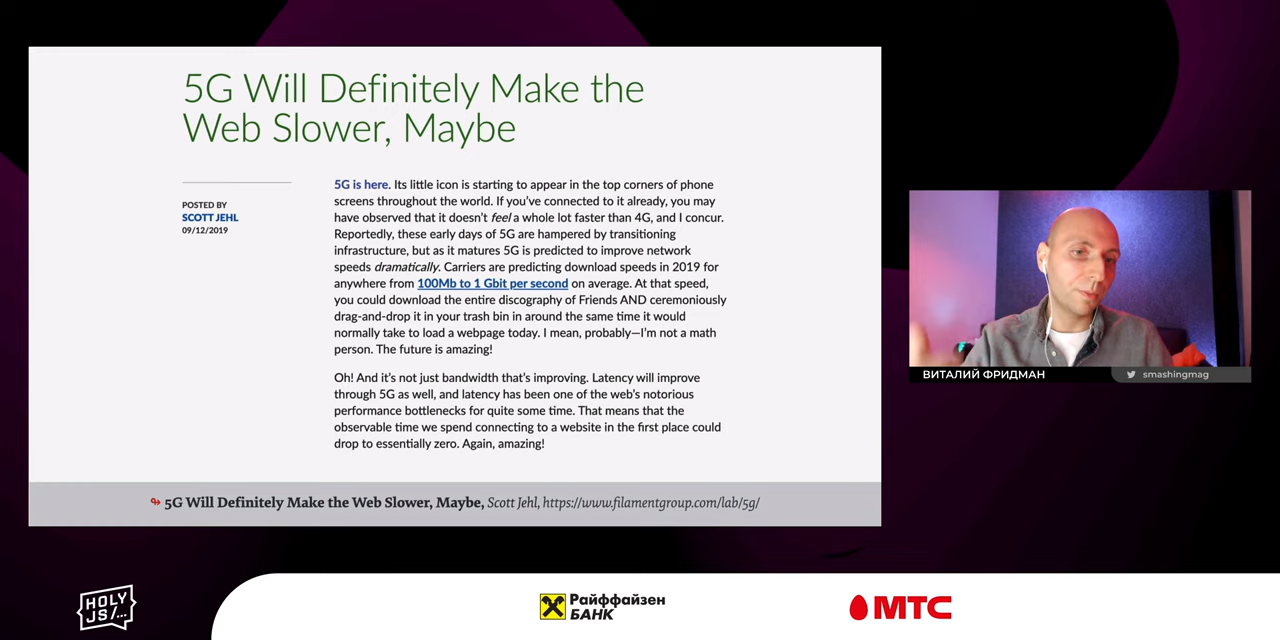 5G Will Definitely Make the
Web Slower, Maybe
POSTED BY
SCOTT JEHL
09/12/2019
5G is here. Its little icon is starting to appear in the top corners of phone
screens throughout the world. If you've connected to it already, you may
have observed that it doesn't feel a whole lot faster than 4G, and I concur.
Reportedly, these early days of 5G are hampered by transitioning
infrastructure, but as it matures 5G is predicted to improve network
speeds dramatically. Carriers are predicting download speeds in 2019 for
anywhere from 100Mb to 1 Gbit per second on average. At that speed,
you could download the entire discography of Friends AND ceremoniously
drag-and-drop it in your trash bin in around the same time it would
normally take to load a webpage today. I mean, probably—I'm not a math
person. The future is amazing!
Oh! And it's not just bandwidth that's improving. Latency will improve
through 5G as well, and latency has been one of the web's notorious
performance bottlenecks for quite some time. That means that the
observable time we spend connecting to a website in the first place could
drop to essentially zero. Again, amazing!
5G Will Definitely Make the Web Slower, Maybe, Scott Jehl, https://www.filamentgroup.com/lab/5g/
ВИТАЛИЙ ФРИДМАН
smashingmag
HOLY
JS/...
Райффайзен
БАНК
МТС